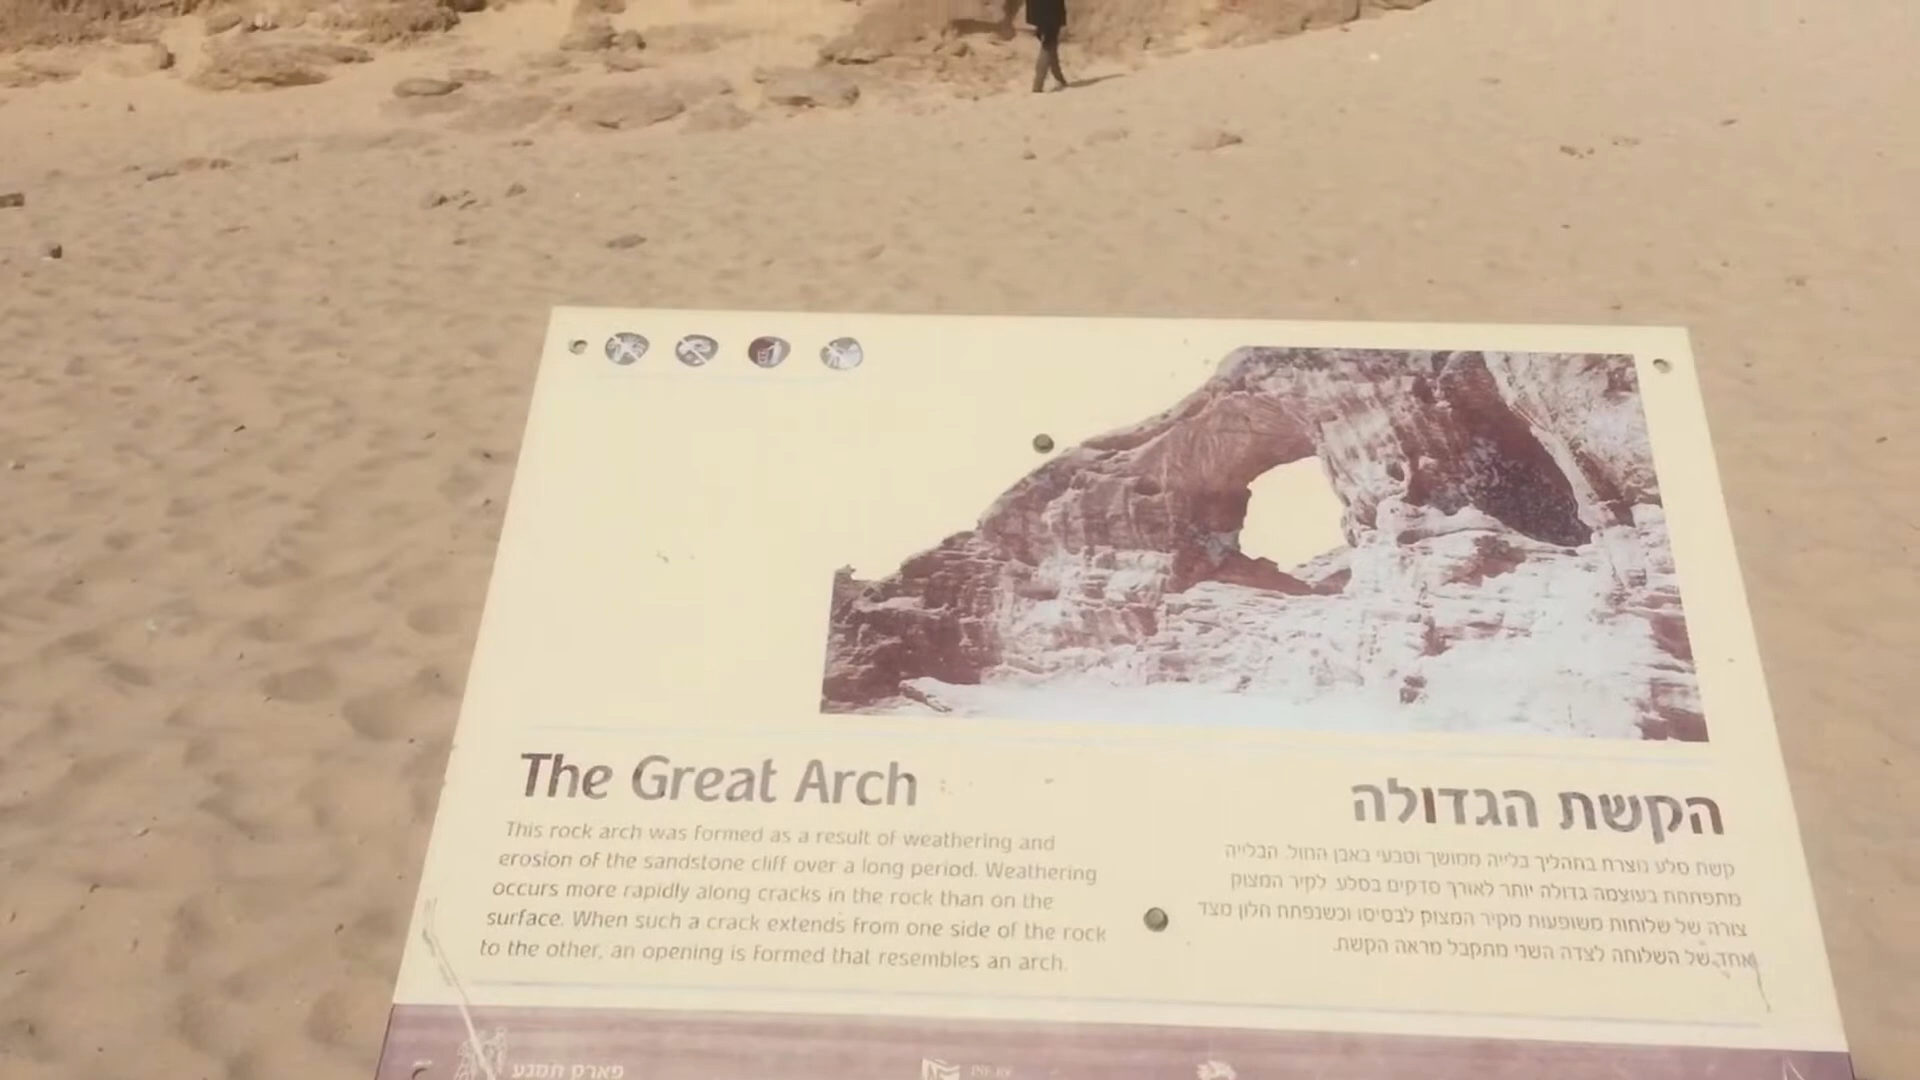 The Great Arch
This rock arch was formed as a result of weathering and
erosion of the sandstone cliff over a long period. Weathering
occurs more rapidly along cracks in the rock than on the
surface. When such a crack extends from one side of the rock
to the other, an opening is formed that resembles an arch.
הקשת הגדולה
קשת סלע נוצרת בתהליך בלייה ממושך וטבעי באבן החול. הבלייה
מתפתחת בעוצמה גדולה יותר לאורך סדקים בסלע. לקיר המצוק
צורה של שלוחות משופעות מקיר המצוק לבסיסו וכשנפתח חלון מצד
אחד של השלוחה לצדה השני מתקבל מראה הקשת.
פארק תמנע